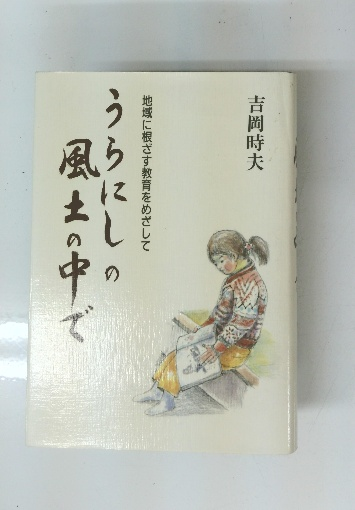 吉岡時夫
地域に根ざす教育をめざして
うらにしの
風土の中で